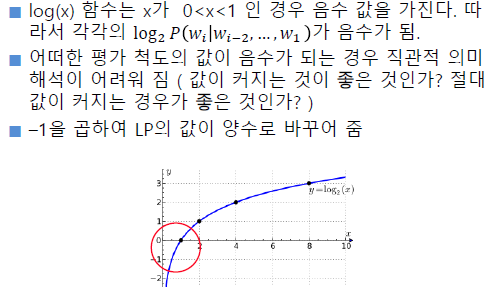 log(x) 함수는 x가 0<x<1 인 경우 음수 값을 가진다. 따
라서 각각의 log₂ P(wᵢ|wᵢ₋₂, … , w₁ )가 음수가 됨.
어떠한 평가 척도의 값이 음수가 되는 경우 직관적 의미
해석이 어려워 짐 ( 값이 커지는 것이 좋은 것인가? 절대
값이 커지는 경우가 좋은 것인가? )
–1을 곱하여 LP의 값이 양수로 바꾸어 줌
y
3
y=log₂(x)
2
1
x
0
2
4
6
8
10
−1
−2